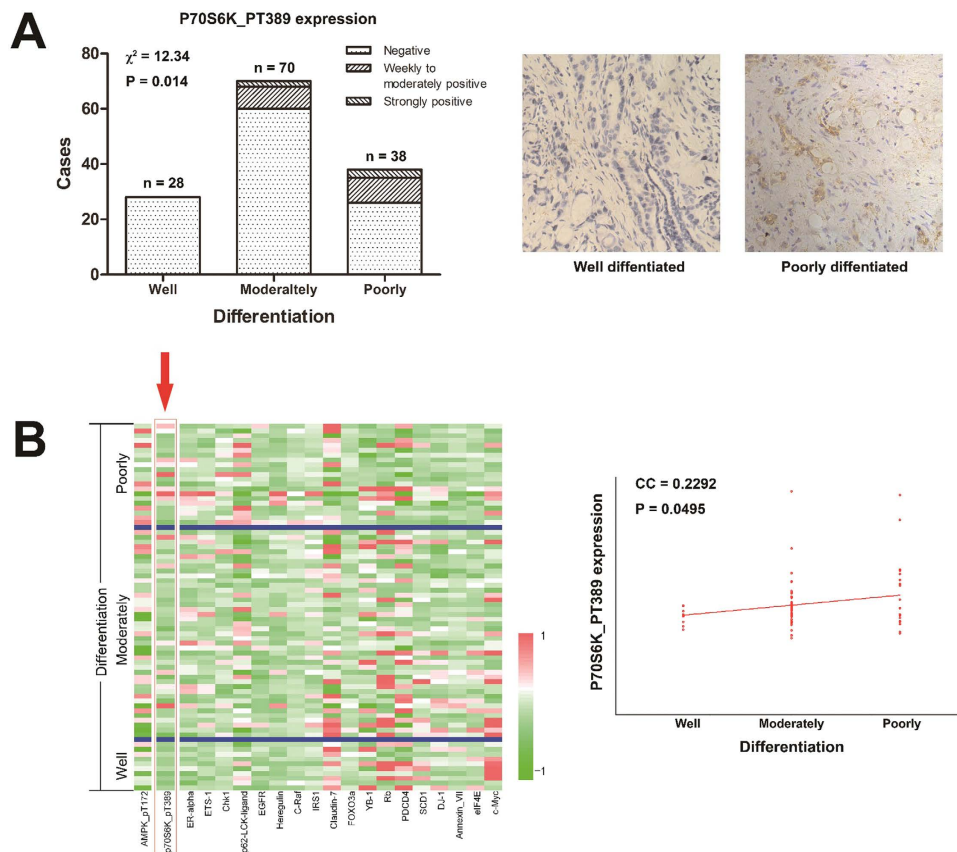 A
P70S6K_PT389 expression
χ² = 12.34
P = 0.014
Negative
Weekly to
moderately positive
Strongly positive
n = 28
n = 70
n = 38
Cases
80
60
40
20
0
Well
Moderaltely
Poorly
Differentiation
Well diffentiated
Poorly diffentiated
B
Differentiation
Poorly
Moderately
Well
AMPK_pT172
p70S6K_pT389
ER-alpha
ETS-1
Chk1
p62-LCK-ligand
EGFR
Heregulin
C-Raf
IRS1
Claudin-7
FOXO3a
YB-1
Rb
PDCD4
SCD1
DJ-1
Annexin_VII
eIF4E
c-Myc
1
0
−1
CC = 0.2292
P = 0.0495
P70S6K_PT389 expression
Well
Moderately
Poorly
Differentiation